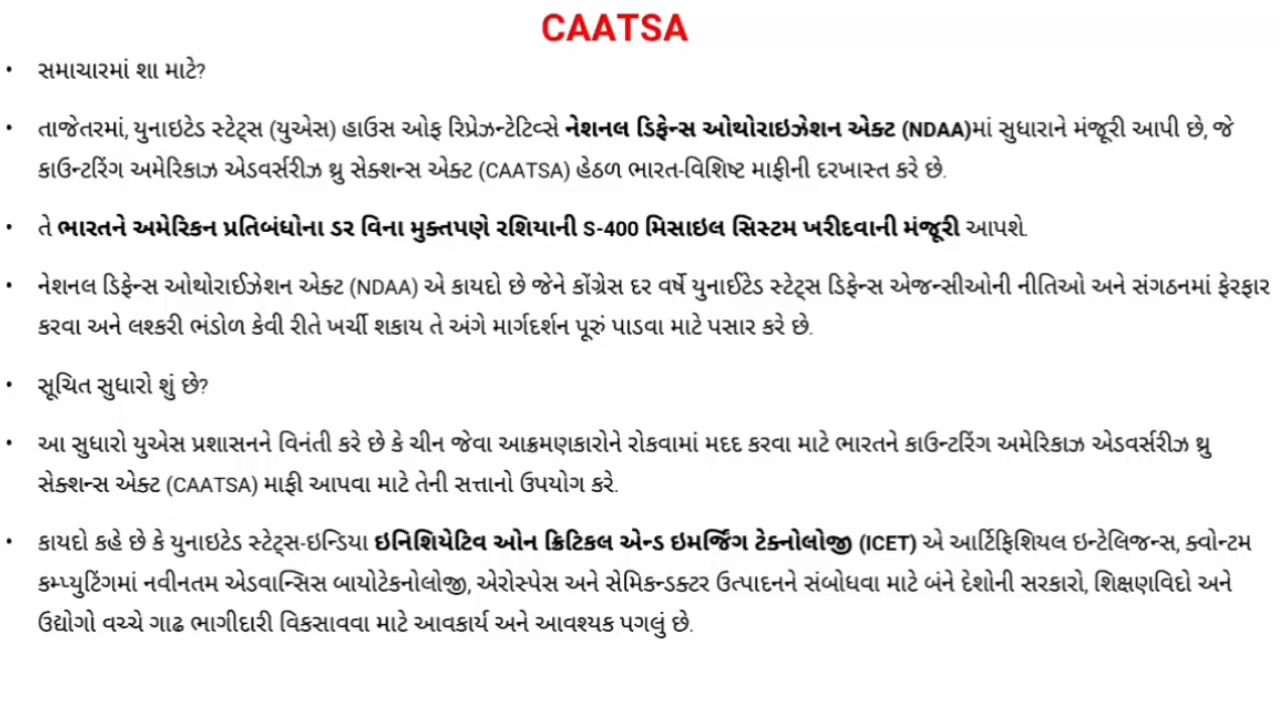 CAATSA
• સમાચારમાં શા માટે?
• તાજેતરમાં, યુનાઇટેડ સ્ટેટ્સ (યુએસ) હાઉસ ઓફ રિપ્રેઝન્ટેટિવ્સે નેશનલ ડિફેન્સ ઓથોરાઇઝેશન એક્ટ (NDAA)માં સુધારાને મંજૂરી આપી છે, જે
કાઉન્ટરિંગ અમેરિકાઝ એડવર્સરીઝ થ્રુ સેક્શન્સ એક્ટ (CAATSA) હેઠળ ભારત-વિશિષ્ટ માફીની દરખાસ્ત કરે છે.
• તે ભારતને અમેરિકન પ્રતિબંધોના ડર વિના મુક્તપણે રશિયાની S-400 મિસાઇલ સિસ્ટમ ખરીદવાની મંજૂરી આપશે.
• નેશનલ ડિફેન્સ ઓથોરાઈઝેશન એક્ટ (NDAA) એ કાયદો છે જેને કોંગ્રેસ દર વર્ષે યુનાઈટેડ સ્ટેટ્સ ડિફેન્સ એજન્સીઓની નીતિઓ અને સંગઠનમાં ફેરફાર
કરવા અને લશ્કરી ભંડોળ કેવી રીતે ખર્ચી શકાય તે અંગે માર્ગદર્શન પૂરું પાડવા માટે પસાર કરે છે.
• સૂચિત સુધારો શું છે?
• આ સુધારો યુએસ પ્રશાસનને વિનંતી કરે છે કે ચીન જેવા આક્રમણકારોને રોકવામાં મદદ કરવા માટે ભારતને કાઉન્ટરિંગ અમેરિકાઝ એડવર્સરીઝ થ્રુ
સેક્શન્સ એક્ટ (CAATSA) માફી આપવા માટે તેની સત્તાનો ઉપયોગ કરે.
• કાયદો કહે છે કે યુનાઇટેડ સ્ટેટ્સ-ઇન્ડિયા ઇનિશિયેટિવ ઓન ક્રિટિકલ એન્ડ ઇમર્જિંગ ટેક્નોલોજી (ICET) એ આર્ટિફિશિયલ ઇન્ટેલિજન્સ, ક્વોન્ટમ
કમ્પ્યુટિંગમાં નવીનતમ એડવાન્સિસ બાયોટેકનોલોજી, એરોસ્પેસ અને સેમિકન્ડક્ટર ઉત્પાદનને સંબોધવા માટે બંને દેશોની સરકારો, શિક્ષણવિદો અને
ઉદ્યોગો વચ્ચે ગાઢ ભાગીદારી વિકસાવવા માટે આવકાર્ય અને આવશ્યક પગલું છે.